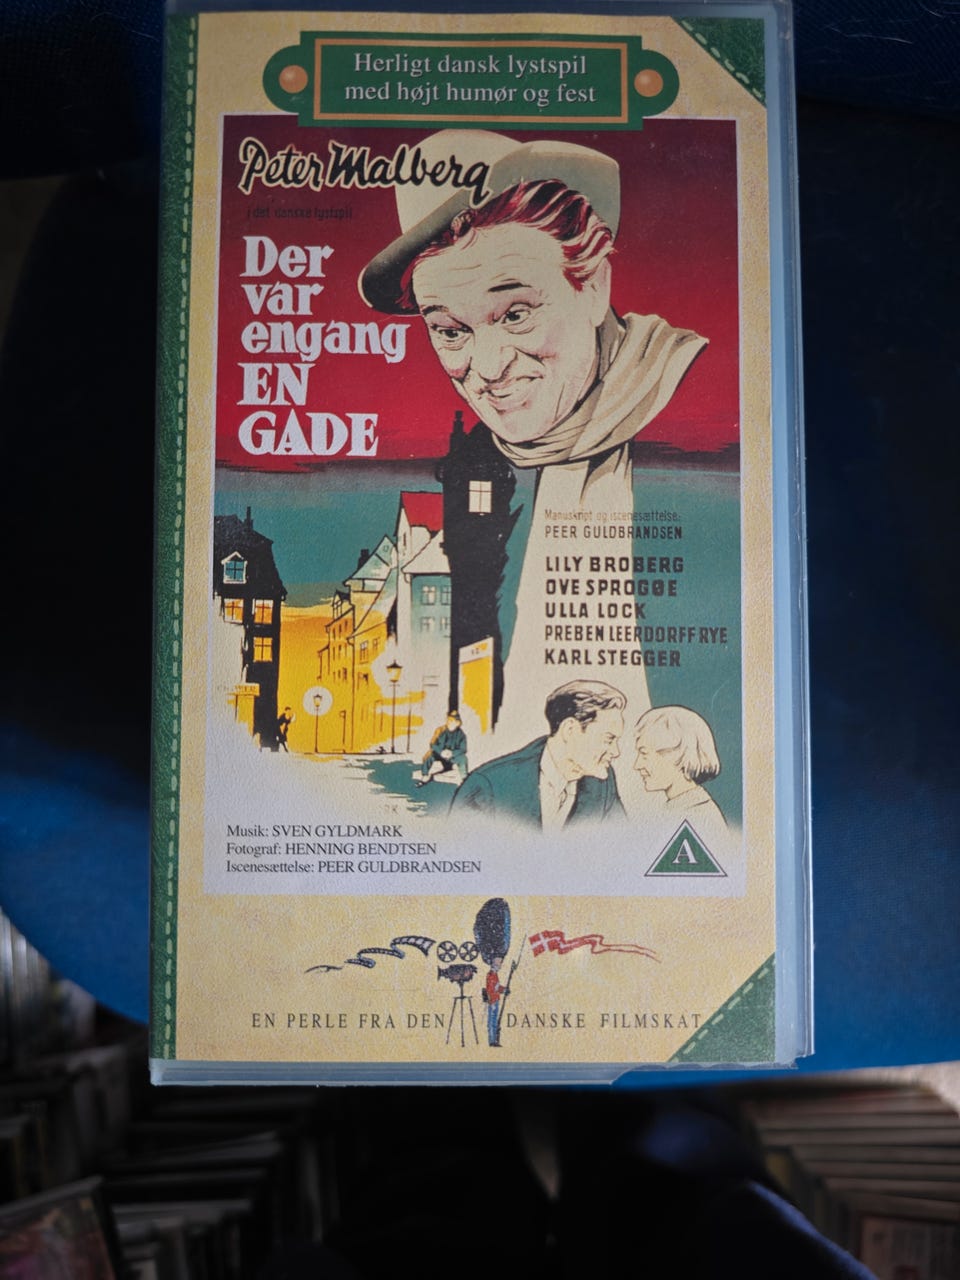 Herligt dansk lystspil
med højt humør og fest
Peter Malberg
i det danske lystspil
Der
var
engang
EN
GADE
Manuskript og iscenesættelse:
PEER GULDBRANDSEN
LILY BROBERG
OVE SPROGØE
ULLA LOCK
PREBEN LEERDORFF RYE
KARL STEGGER
Musik: SVEN GYLDMARK
Fotograf: HENNING BENDTSEN
Iscenesættelse: PEER GULDBRANDSEN
A
EN PERLE FRA DEN DANSKE FILMSKAT